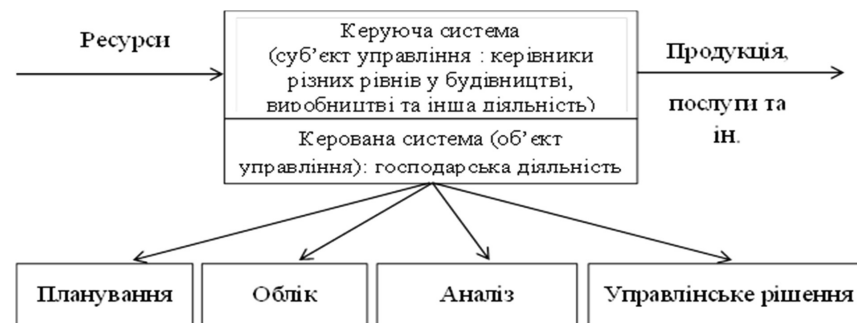 Ресурси
Керуюча система
(суб’єкт управління : керівники
різних рівнів у будівництві,
виробництві та інша діяльність)
Продукція,
послуги та
ін.
Керована система (об’єкт
управління): господарська діяльність
Планування
Облік
Аналіз
Управлінське рішення